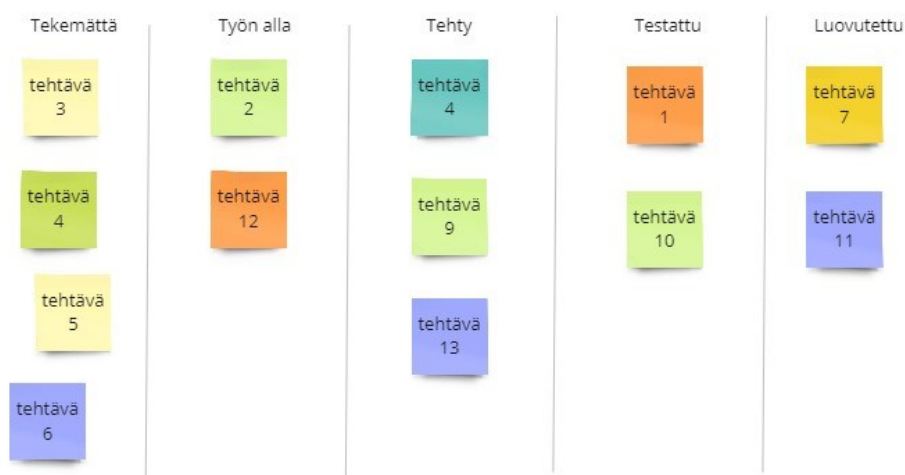 Tekemättä
Työn alla
Tehty
Testattu
Luovutettu
tehtävä
3
tehtävä
4
tehtävä
5
tehtävä
6
tehtävä
2
tehtävä
12
tehtävä
4
tehtävä
9
tehtävä
13
tehtävä
1
tehtävä
10
tehtävä
7
tehtävä
11